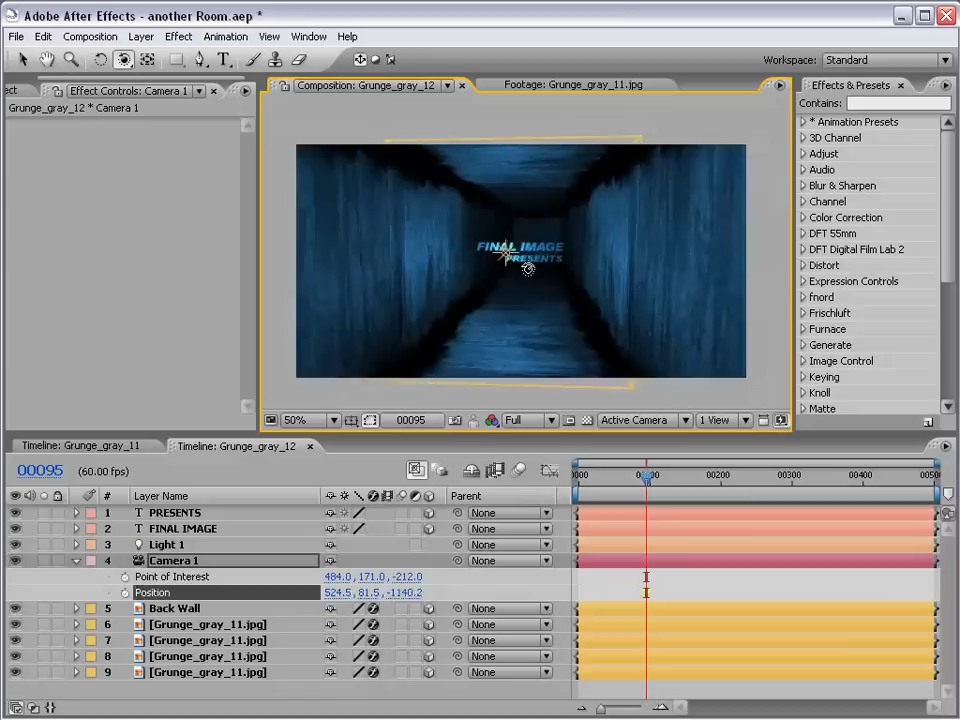 Adobe After Effects - another Room.aep *
File Edit Composition Layer Effect Animation View Window Help
Workspace: Standard
ect Effect Controls: Camera 1
Grunge_gray_12 * Camera 1
Composition: Grunge_gray_12
Footage: Grunge_gray_11.jpg
FINAL IMAGE
PRESENTS
50% 00095 Full Active Camera 1 View
Effects & Presets
Contains:
* Animation Presets
3D Channel
Adjust
Audio
Blur & Sharpen
Channel
Color Correction
DFT 55mm
DFT Digital Film Lab 2
Distort
Expression Controls
fnord
Frischluft
Furnace
Generate
Image Control
Keying
Knoll
Matte
Timeline: Grunge_gray_11 Timeline: Grunge_gray_12
00095 (60.00 fps)
00200 00300 00400
# Layer Name Parent
1 T PRESENTS None
2 T FINAL IMAGE None
3 Light 1 None
4 Camera 1 None
Point of Interest 484.0, 171.0, -212.0
Position 524.5, 81.5, -1140.2
5 Back Wall None
6 [Grunge_gray_11.jpg] None
7 [Grunge_gray_11.jpg] None
8 [Grunge_gray_11.jpg] None
9 [Grunge_gray_11.jpg] None